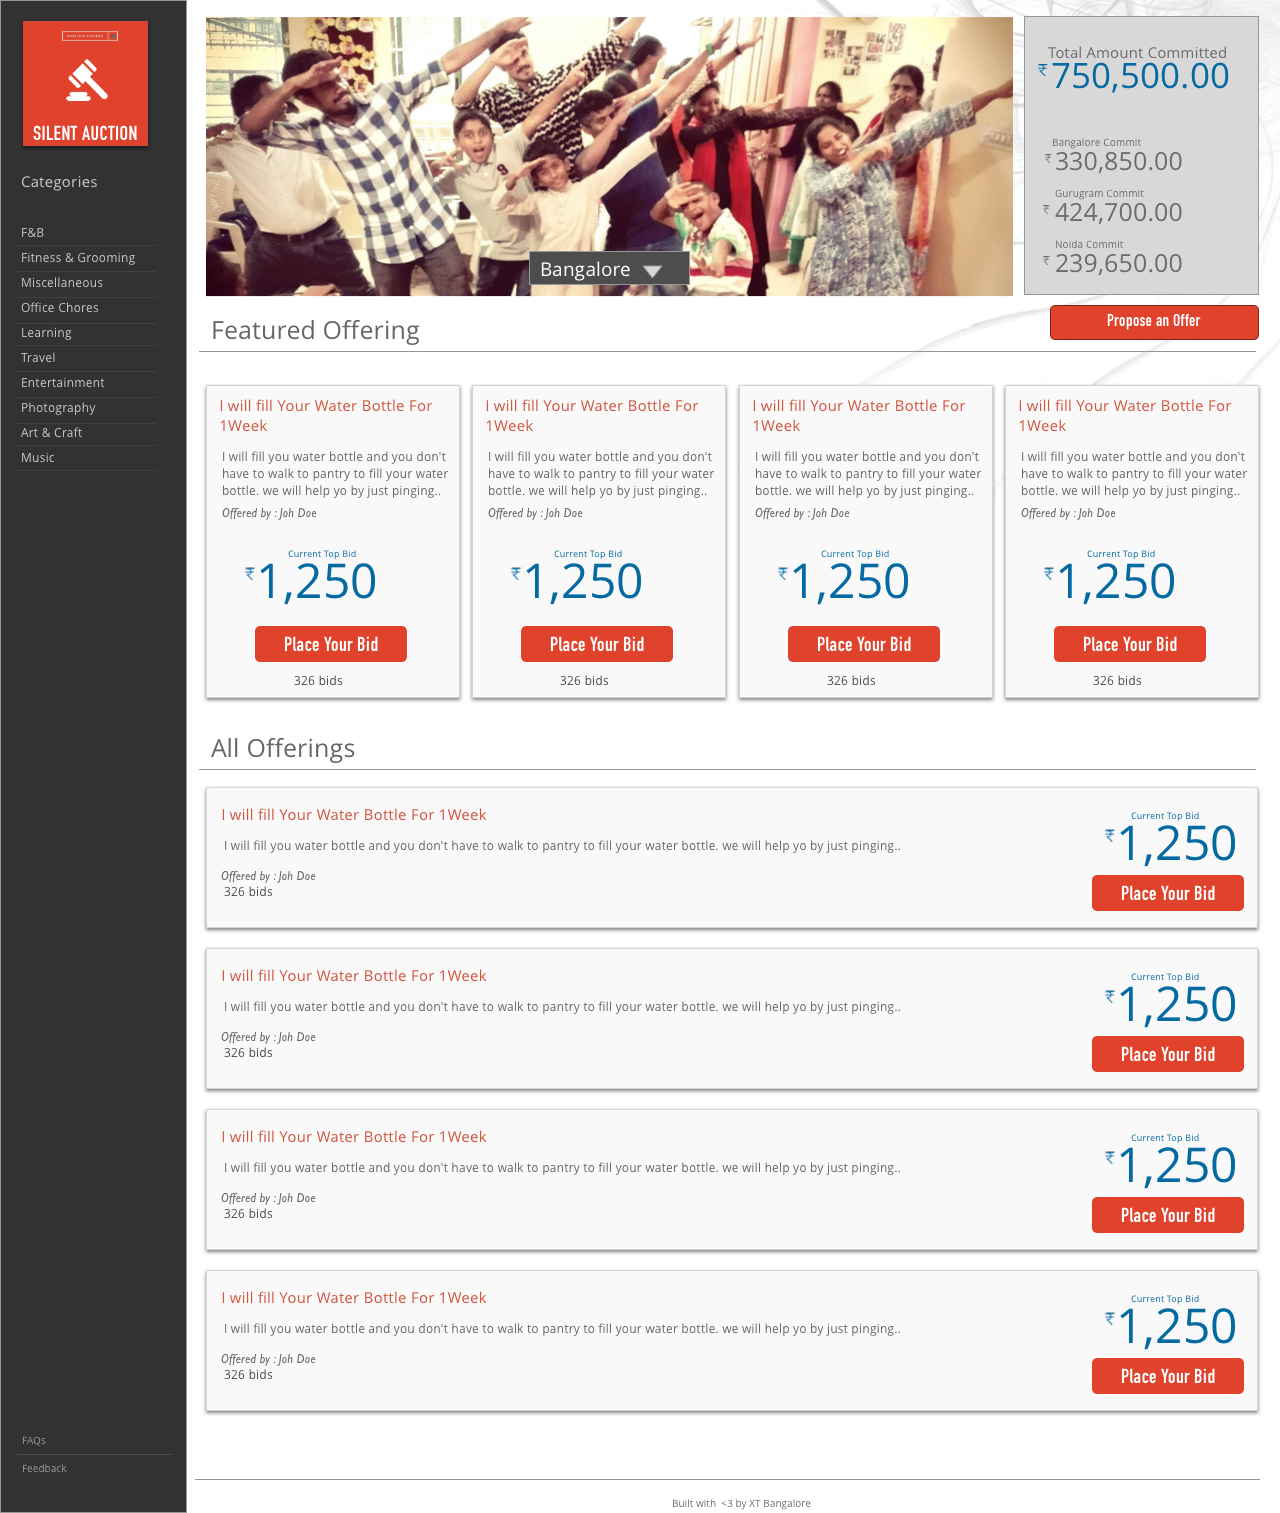 SILENT AUCTION
Categories
F&B
Fitness & Grooming
Miscellaneous
Office Chores
Learning
Travel
Entertainment
Photography
Art & Craft
Music
FAQs
Feedback
Bangalore
Total Amount Committed
₹ 750,500.00
Bangalore Commit
₹ 330,850.00
Gurugram Commit
₹ 424,700.00
Noida Commit
₹ 239,650.00
Propose an Offer
Featured Offering
I will fill Your Water Bottle For
1Week
I will fill you water bottle and you don't
have to walk to pantry to fill your water
bottle. we will help yo by just pinging..
Offered by : Joh Doe
Current Top Bid
₹ 1,250
Place Your Bid
326 bids
I will fill Your Water Bottle For
1Week
I will fill you water bottle and you don't
have to walk to pantry to fill your water
bottle. we will help yo by just pinging..
Offered by : Joh Doe
Current Top Bid
₹ 1,250
Place Your Bid
326 bids
I will fill Your Water Bottle For
1Week
I will fill you water bottle and you don't
have to walk to pantry to fill your water
bottle. we will help yo by just pinging..
Offered by : Joh Doe
Current Top Bid
₹ 1,250
Place Your Bid
326 bids
I will fill Your Water Bottle For
1Week
I will fill you water bottle and you don't
have to walk to pantry to fill your water
bottle. we will help yo by just pinging..
Offered by : Joh Doe
Current Top Bid
₹ 1,250
Place Your Bid
326 bids
All Offerings
I will fill Your Water Bottle For 1Week
I will fill you water bottle and you don't have to walk to pantry to fill your water bottle. we will help yo by just pinging..
Offered by : Joh Doe
326 bids
Current Top Bid
₹ 1,250
Place Your Bid
I will fill Your Water Bottle For 1Week
I will fill you water bottle and you don't have to walk to pantry to fill your water bottle. we will help yo by just pinging..
Offered by : Joh Doe
326 bids
Current Top Bid
₹ 1,250
Place Your Bid
I will fill Your Water Bottle For 1Week
I will fill you water bottle and you don't have to walk to pantry to fill your water bottle. we will help yo by just pinging..
Offered by : Joh Doe
326 bids
Current Top Bid
₹ 1,250
Place Your Bid
I will fill Your Water Bottle For 1Week
I will fill you water bottle and you don't have to walk to pantry to fill your water bottle. we will help yo by just pinging..
Offered by : Joh Doe
326 bids
Current Top Bid
₹ 1,250
Place Your Bid
Built with <3 by XT Bangalore